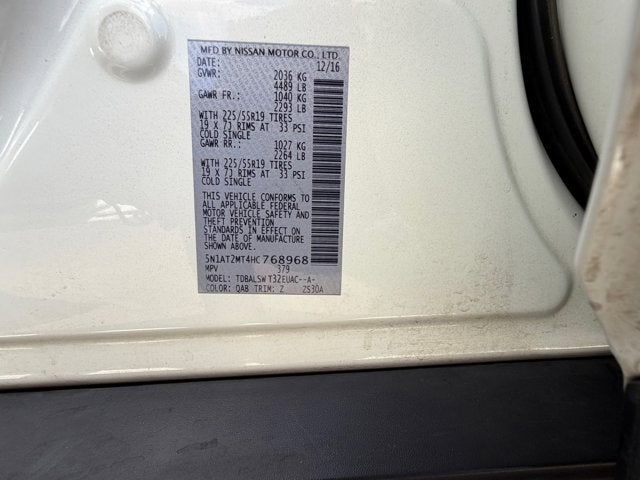 MFD BY NISSAN MOTOR CO., LTD.
DATE: 12/16
GVWR: 2036 KG
4489 LB
GAWR FR.: 1040 KG
2293 LB
WITH 225/55R19 TIRES
19 X 7J RIMS AT 33 PSI
COLD SINGLE
GAWR RR.: 1027 KG
2264 LB
WITH 225/55R19 TIRES
19 X 7J RIMS AT 33 PSI
COLD SINGLE
THIS VEHICLE CONFORMS TO
ALL APPLICABLE FEDERAL
MOTOR VEHICLE SAFETY AND
THEFT PREVENTION
STANDARDS IN EFFECT ON
THE DATE OF MANUFACTURE
SHOWN ABOVE.
5N1AT2MT4HC768968
MPV 379
MODEL: TDBALSW T32EUAC--A-
COLOR: QAB TRIM: Z ZS30A